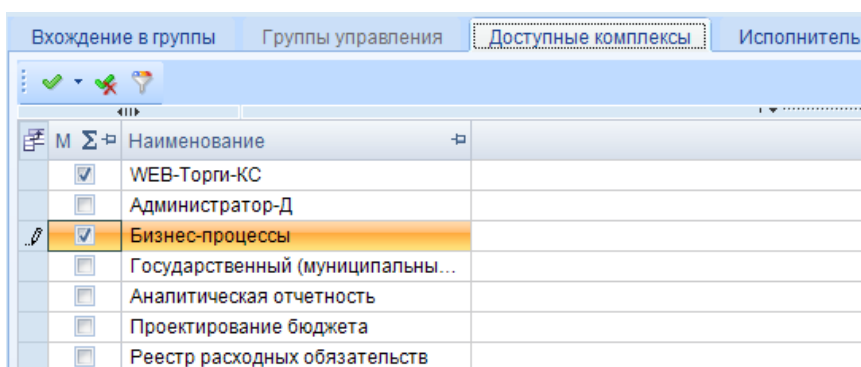 Вхождение в группы Группы управления Доступные комплексы Исполнитель
М Σ Наименование
WEB-Торги-КС
Администратор-Д
Бизнес-процессы
Государственный (муниципальны...
Аналитическая отчетность
Проектирование бюджета
Реестр расходных обязательств